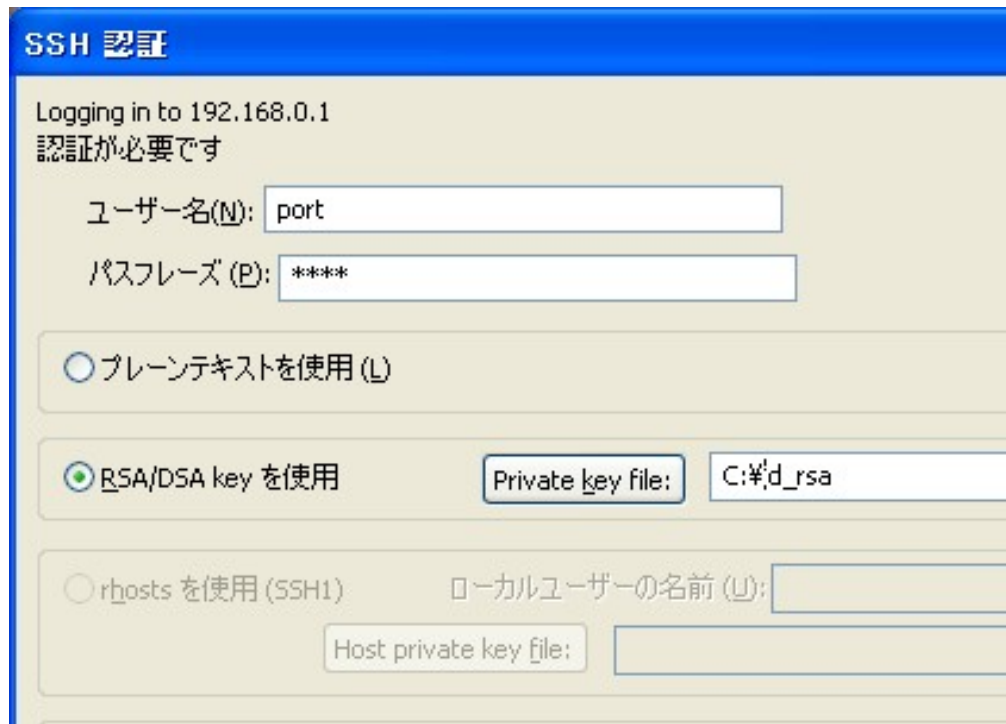 SSH 認証
Logging in to 192.168.0.1
認証が必要です
ユーザー名(N): port
パスフレーズ (P): ****
プレーンテキストを使用 (L)
RSA/DSA key を使用 Private key file: C:¥id_rsa
rhosts を使用 (SSH1) ローカルユーザーの名前 (U):
Host private key file: